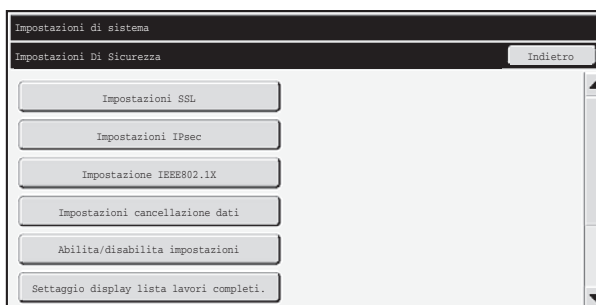 Impostazioni di sistema
Impostazioni Di Sicurezza
Indietro
Impostazioni SSL
Impostazioni IPsec
Impostazione IEEE802.1X
Impostazioni cancellazione dati
Abilita/disabilita impostazioni
Settaggio display lista lavori completi.